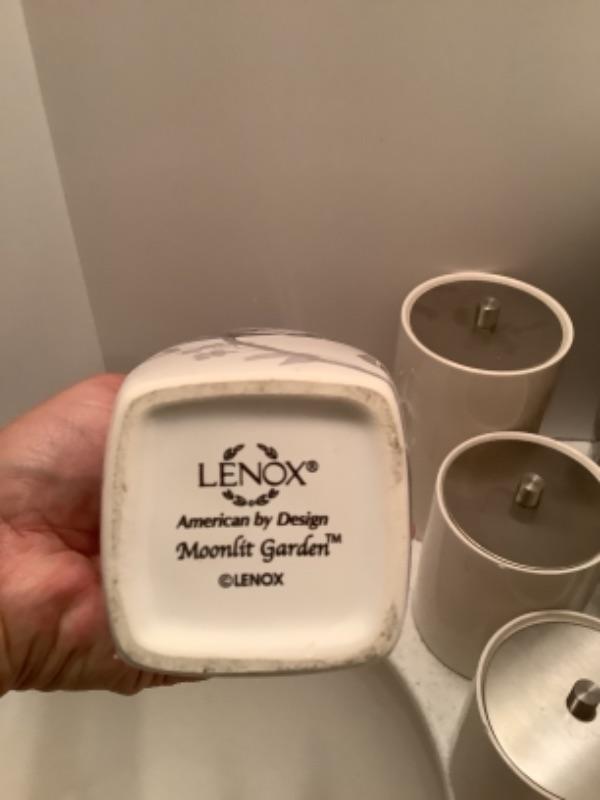 LENOX®
American by Design
Moonlit Garden™
©LENOX